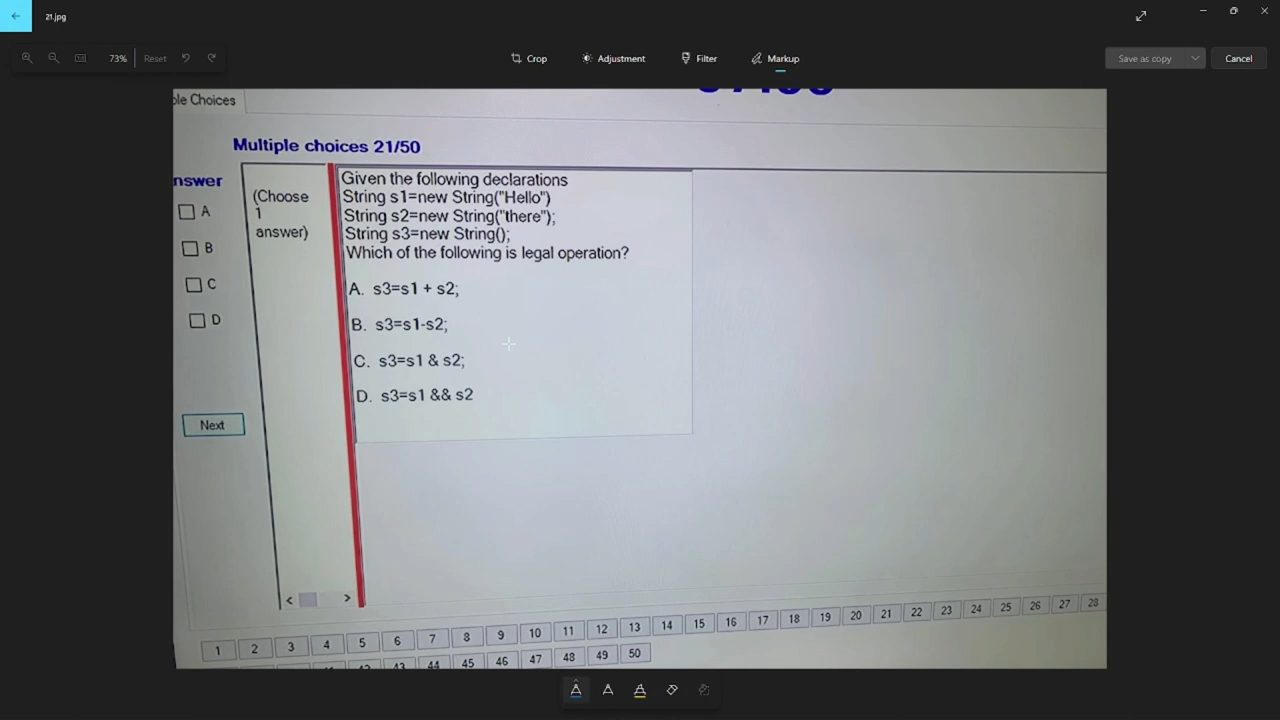 21.jpg
73%
Reset
Crop
Adjustment
Filter
Markup
Save as copy
Cancel
ple Choices
Multiple choices 21/50
nswer
A
B
C
D
Next
(Choose
1
answer)
Given the following declarations
String s1=new String("Hello")
String s2=new String("there");
String s3=new String();
Which of the following is legal operation?
A. s3=s1 + s2;
B. s3=s1-s2;
C. s3=s1 & s2;
D. s3=s1 && s2
< >
1 2 3 4 5 6 7 8 9 10 11 12 13 14 15 16 17 18 19 20 21 22 23 24 25 26 27 28
43 44 45 46 47 48 49 50